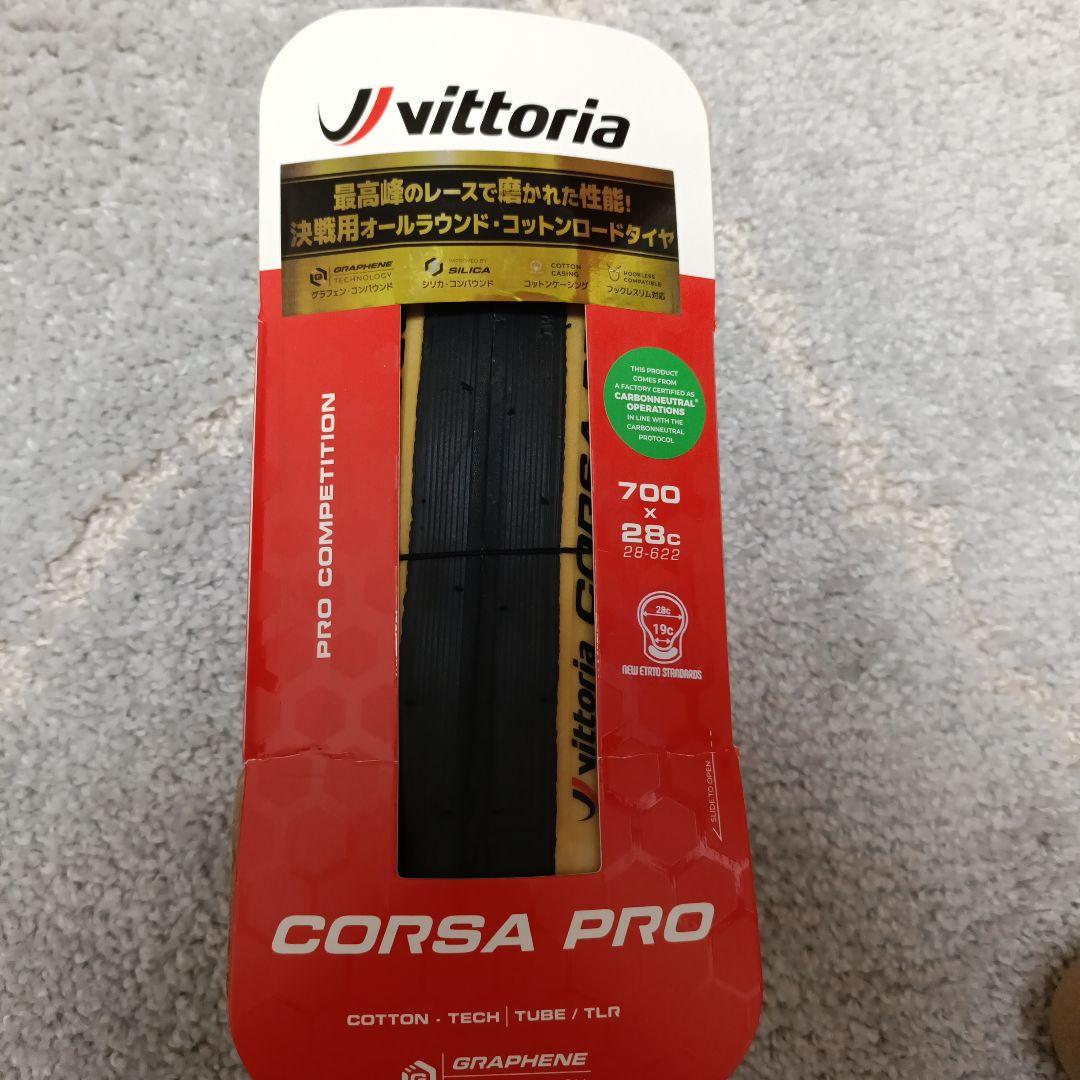 vittoria
最高峰のレースで磨かれた性能!
決戦用オールラウンド・コットンロードタイヤ
GRAPHENE
TECHNOLOGY
グラフェン・コンパウンド
IMPROVED BY
SILICA
シリカ・コンパウンド
COTTON
CASING
コットンケーシング
HOOKLESS
COMPATIBLE
フックレスリム対応
THIS PRODUCT
COMES FROM
A FACTORY CERTIFIED AS
CARBONNEUTRAL®
OPERATIONS
IN LINE WITH THE
CARBONNEUTRAL
PROTOCOL
PRO COMPETITION
700
x
28c
28-622
28c
19c
NEW ETRTO STANDARDS
vittoria CORSA
SLIDE TO OPEN
CORSA PRO
COTTON - TECH | TUBE / TLR
GRAPHENE